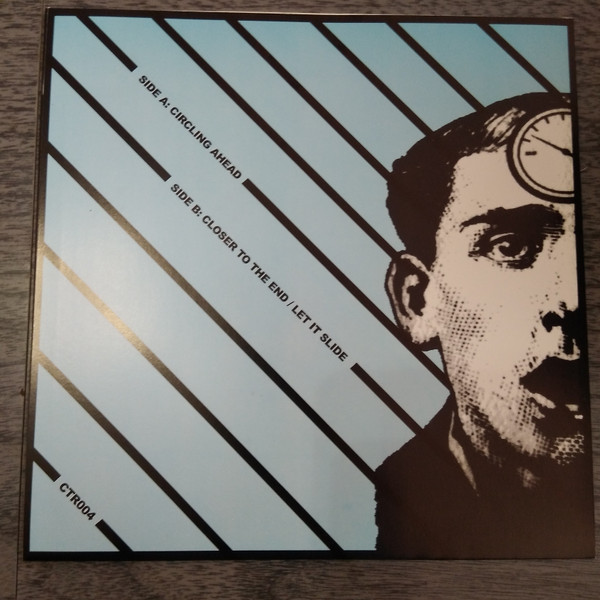 SIDE A: CIRCLING AHEAD
SIDE B: CLOSER TO THE END / LET IT SLIDE
CTR004